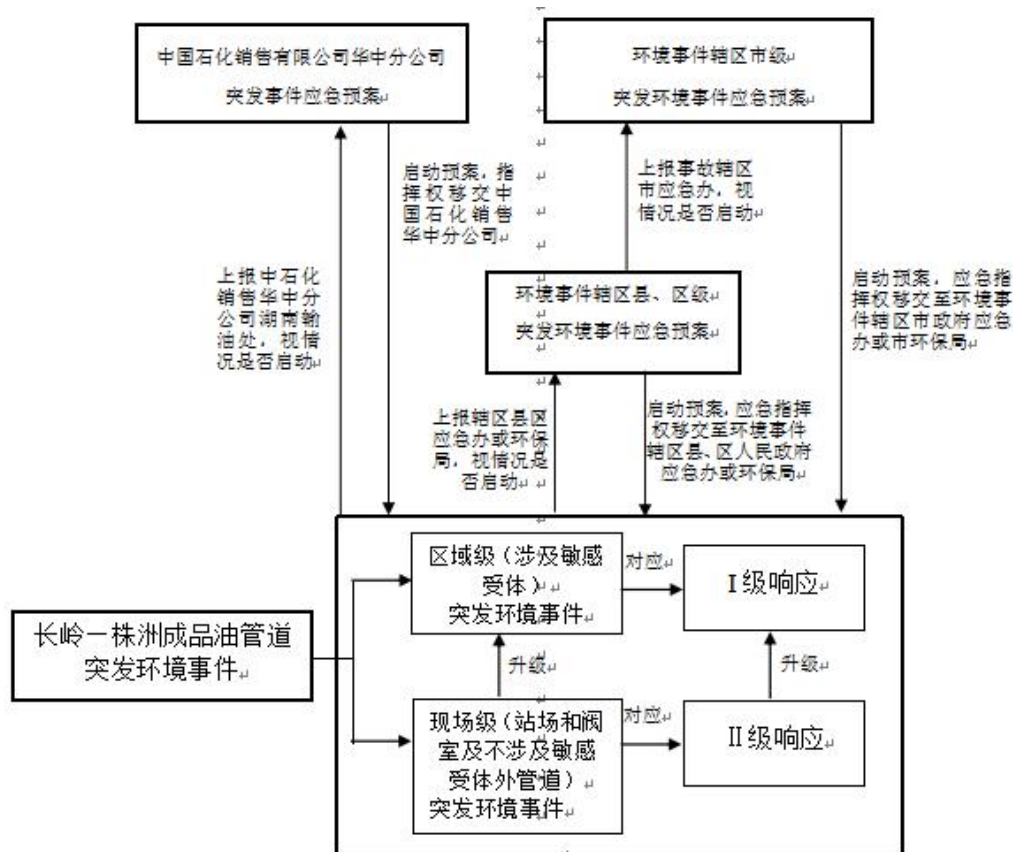 中国石化销售有限公司华中分公司
突发事件应急预案
环境事件辖区市级
突发环境事件应急预案
启动预案，指
挥权移交中
国石化销售
华中分公司
上报事故辖区
市应急办，视
情况是否启动
上报中石化
销售华中分
公司湖南输
油处，视情
况是否启动
环境事件辖区县、区级
突发环境事件应急预案
启动预案，应急指
挥权移交至环境事
件辖区市政府应急
办或市环保局
上报辖区县区
应急办或环保
局，视情况是
否启动
启动预案，应急指挥
权移交至环境事件
辖区县、区人民政府
应急办或环保局
长岭－株洲成品油管道
突发环境事件
区域级（涉及敏感
受体）
突发环境事件
对应
Ⅰ级响应
升级
升级
现场级（站场和阀
室及不涉及敏感
受体外管道）
突发环境事件
对应
Ⅱ级响应